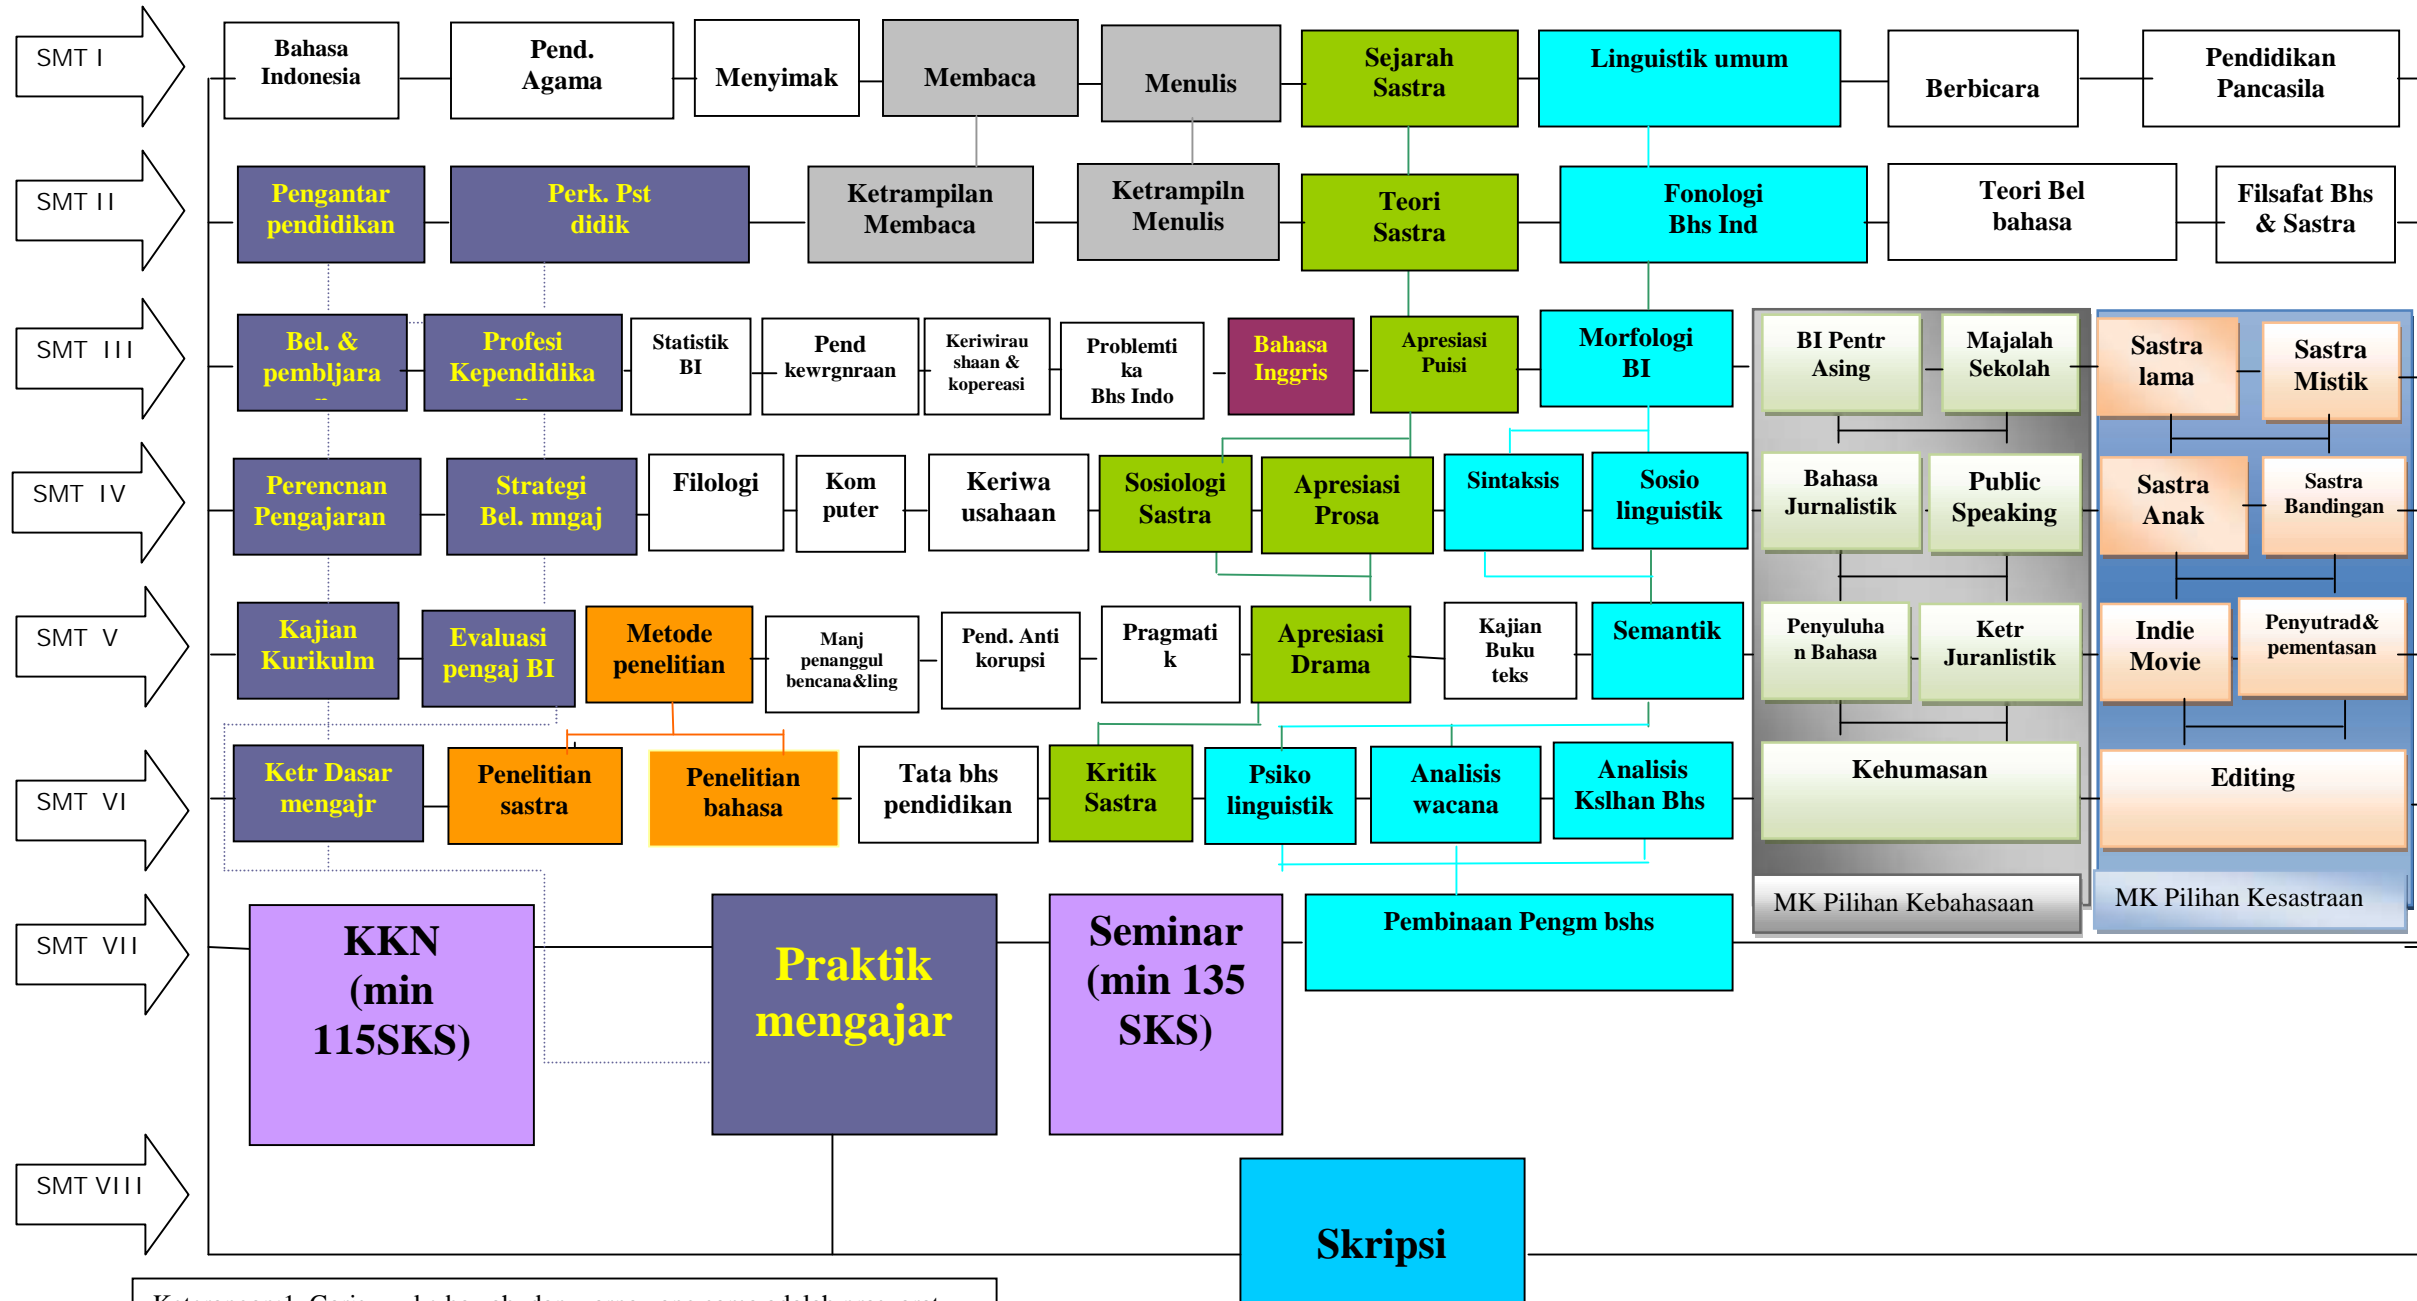 SMT I
Bahasa
Indonesia
Pend.
Agama
Menyimak
Membaca
Menulis
Sejarah
Sastra
Linguistik umum
Berbicara
Pendidikan
Pancasila
SMT II
Pengantar
pendidikan
Perk. Pst
didik
Ketrampilan
Membaca
Ketrampiln
Menulis
Teori
Sastra
Fonologi
Bhs Ind
Teori Bel
bahasa
Filsafat Bhs
& Sastra
SMT III
Bel. &
pembljara
--
Profesi
Kependidika
--
Statistik
BI
Pend
kewrgnraan
Keriwirau
shaan &
kopereasi
Problemti
ka
Bhs Indo
Bahasa
Inggris
Apresiasi
Puisi
Morfologi
BI
BI Pentr
Asing
Majalah
Sekolah
Sastra
lama
Sastra
Mistik
SMT IV
Perencnan
Pengajaran
Strategi
Bel. mngaj
Filologi
Kom
puter
Keriwa
usahaan
Sosiologi
Sastra
Apresiasi
Prosa
Sintaksis
Sosio
linguistik
Bahasa
Jurnalistik
Public
Speaking
Sastra
Anak
Sastra
Bandingan
SMT V
Kajian
Kurikulm
Evaluasi
pengaj BI
Metode
penelitian
Manj
penanggul
bencana&ling
Pend. Anti
korupsi
Pragmati
k
Apresiasi
Drama
Kajian
Buku
teks
Semantik
Penyuluha
n Bahasa
Ketr
Juranlistik
Indie
Movie
Penyutrad&
pementasan
SMT VI
Ketr Dasar
mengajr
Penelitian
sastra
Penelitian
bahasa
Tata bhs
pendidikan
Kritik
Sastra
Psiko
linguistik
Analisis
wacana
Analisis
Kslhan Bhs
Kehumasan
Editing
MK Pilihan Kebahasaan
MK Pilihan Kesastraan
SMT VII
KKN
(min
115SKS)
Praktik
mengajar
Seminar
(min 135
SKS)
Pembinaan Pengm bshs
SMT VIII
Skripsi